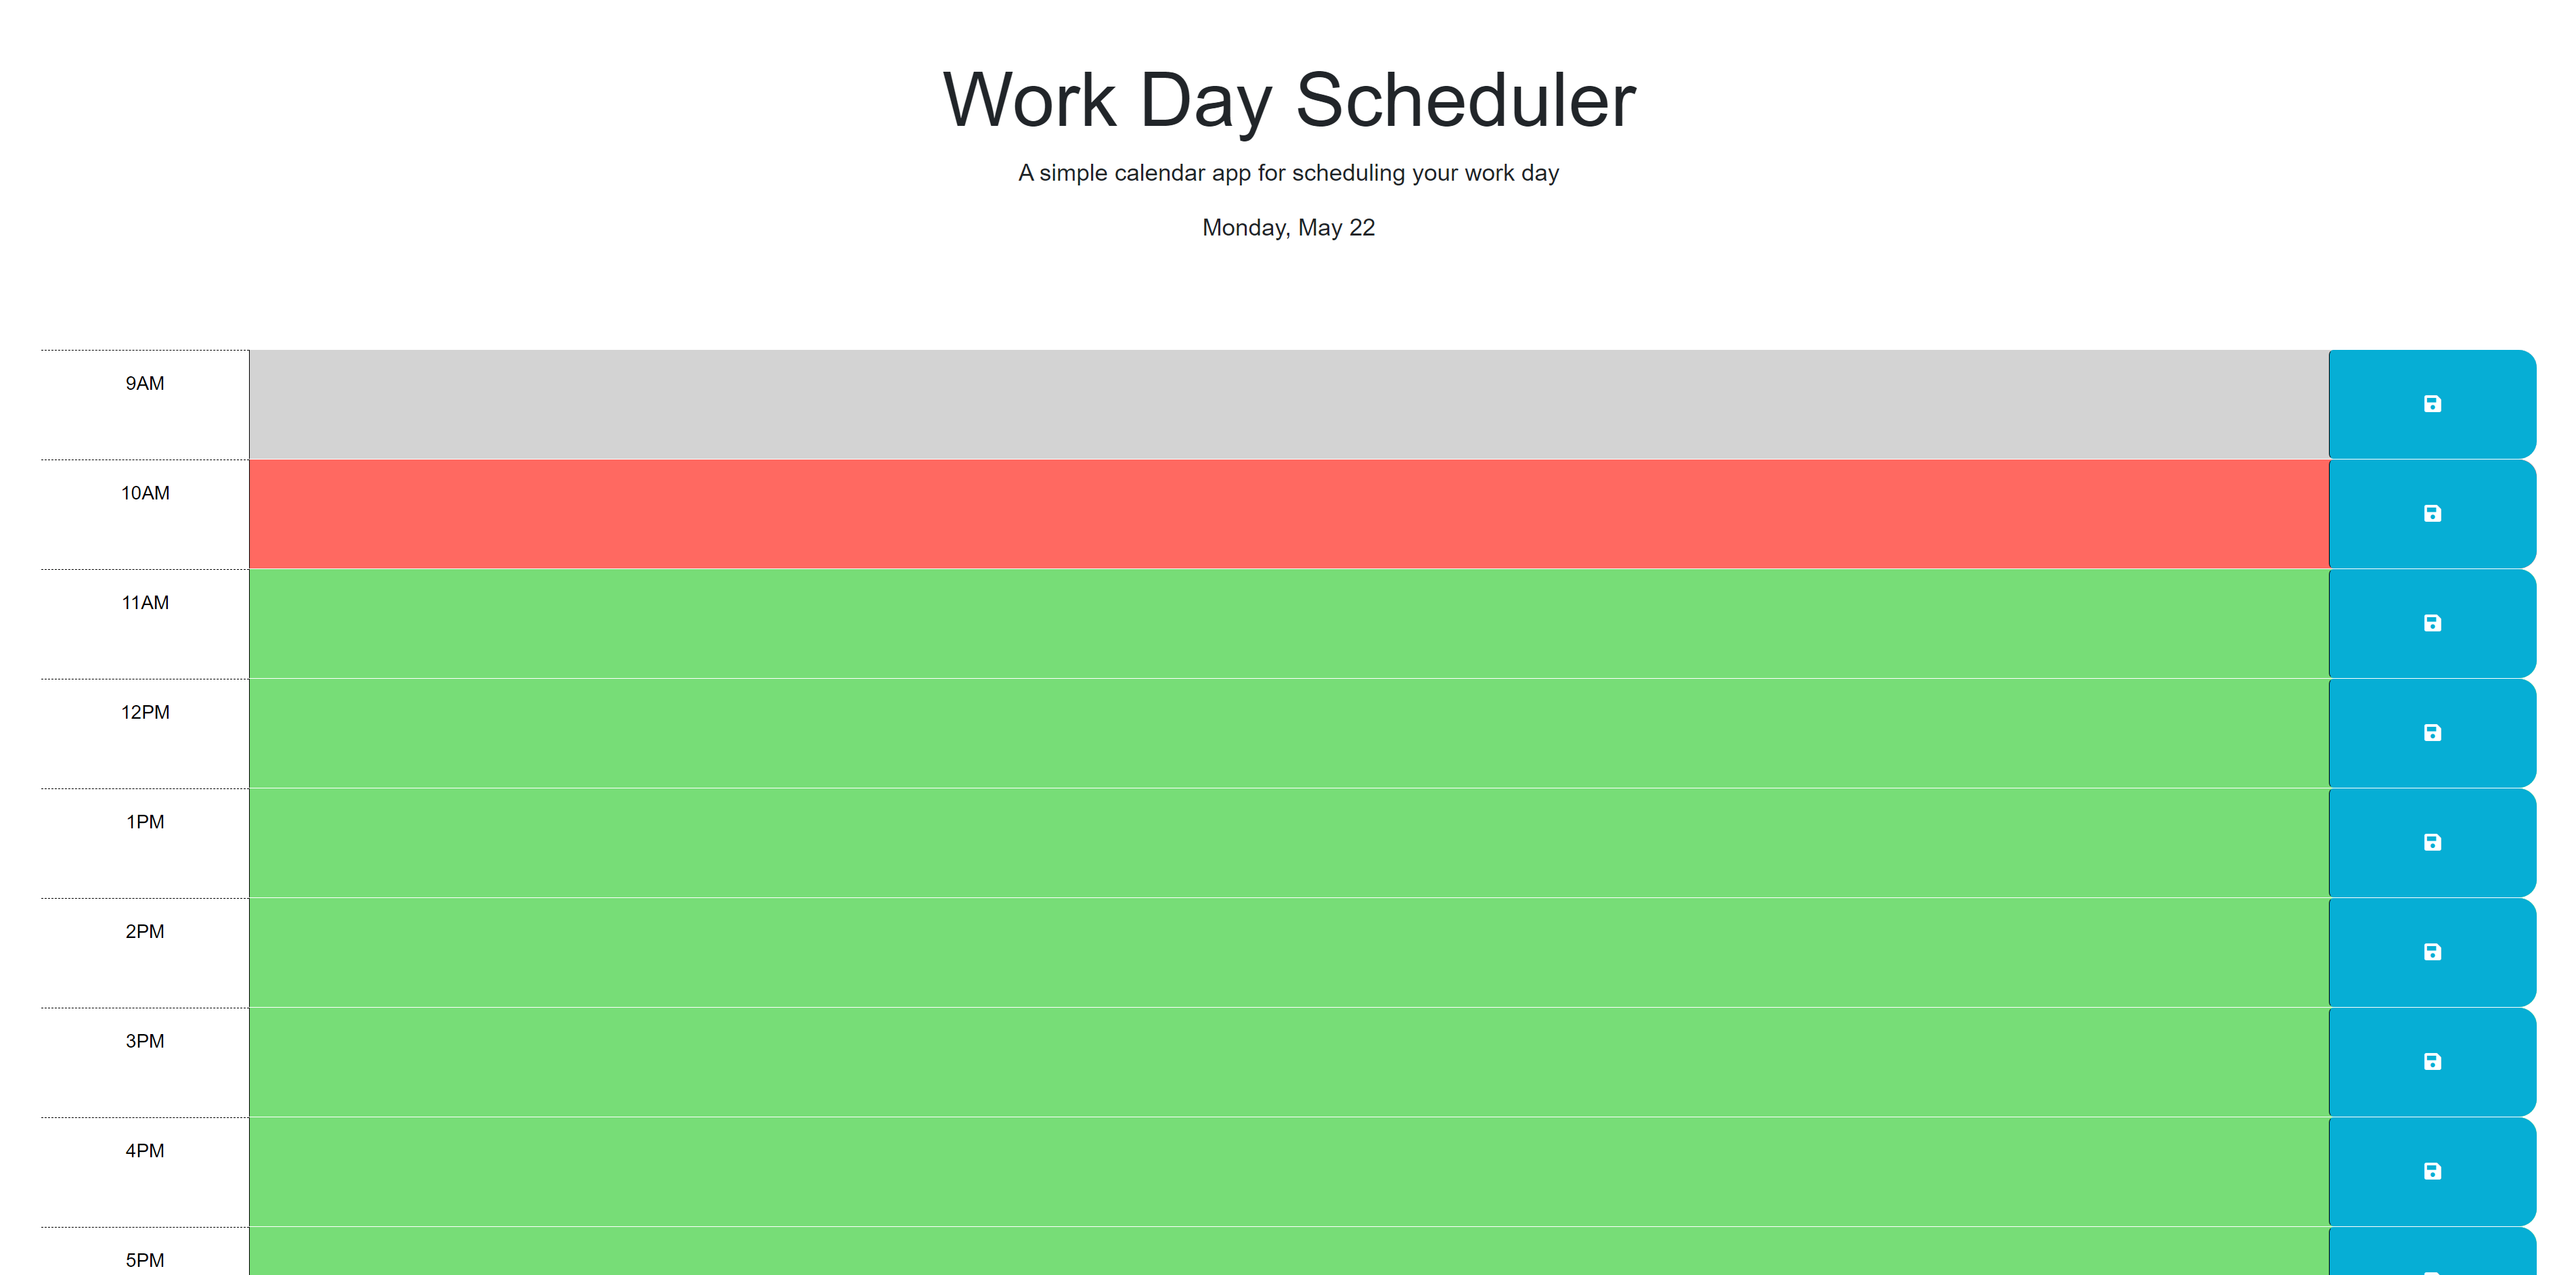 Work Day Scheduler
A simple calendar app for scheduling your work day
Monday, May 22
9AM
10AM
11AM
12PM
1PM
2PM
3PM
4PM
5PM